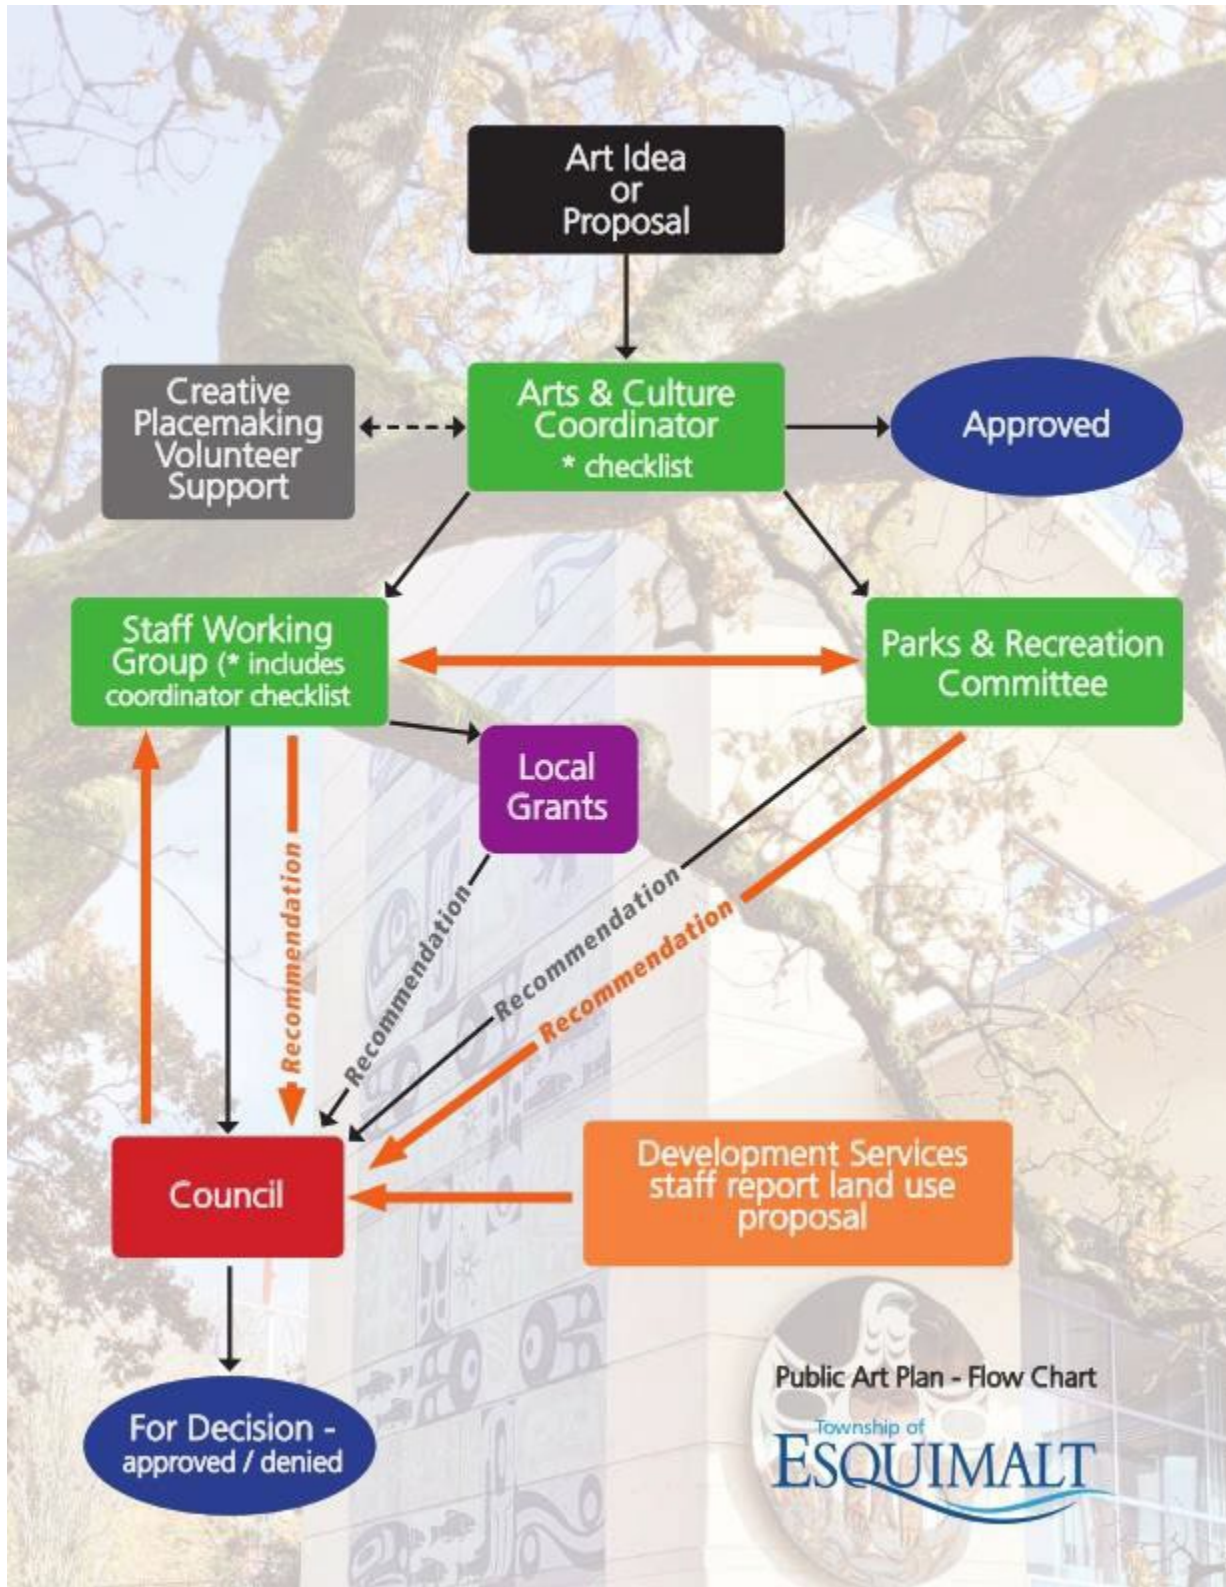 Art Idea
or
Proposal
Creative
Placemaking
Volunteer
Support
Arts & Culture
Coordinator
* checklist
Approved
Staff Working
Group (* includes
coordinator checklist
Parks & Recreation
Committee
Local
Grants
Recommendation
Recommendation
Recommendation
Recommendation
Council
Development Services
staff report land use
proposal
For Decision -
approved / denied
Public Art Plan - Flow Chart
Township of
ESQUIMALT